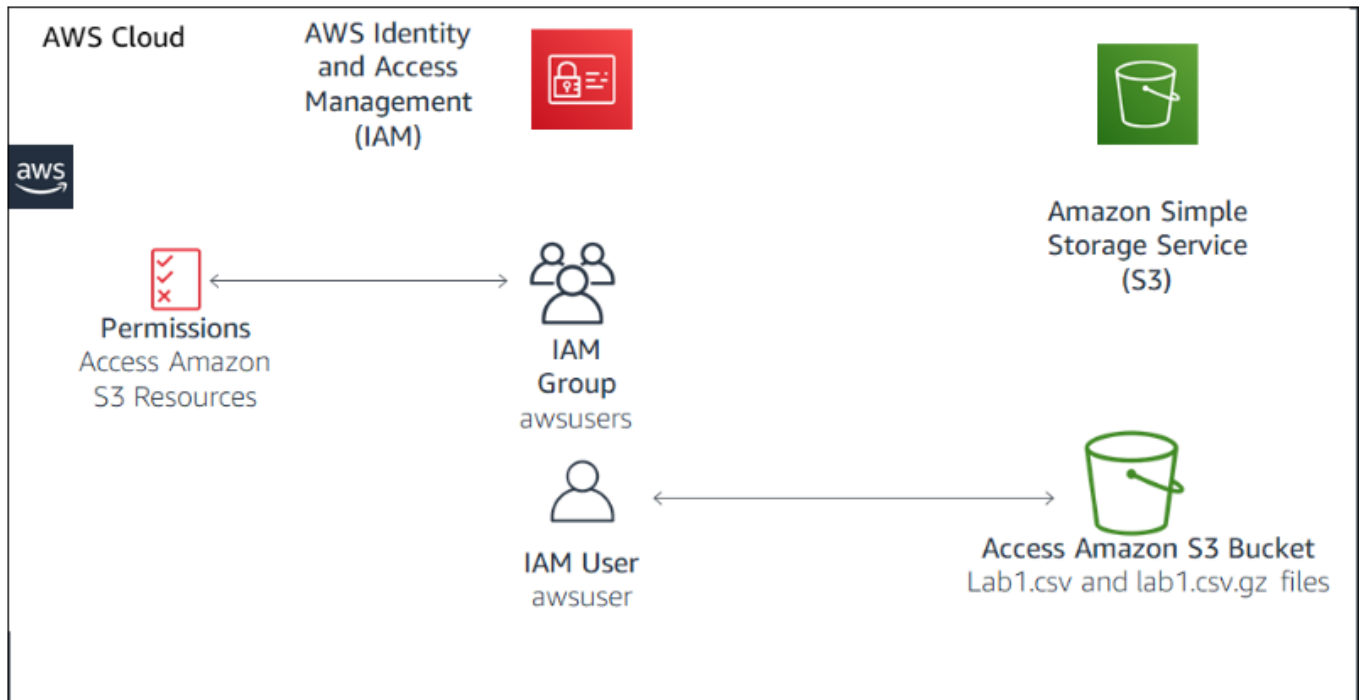 AWS Cloud
AWS Identity
and Access
Management
(IAM)
aws
Amazon Simple
Storage Service
(S3)
Permissions
Access Amazon
S3 Resources
IAM
Group
awsusers
IAM User
awsuser
Access Amazon S3 Bucket
Lab1.csv and lab1.csv.gz files